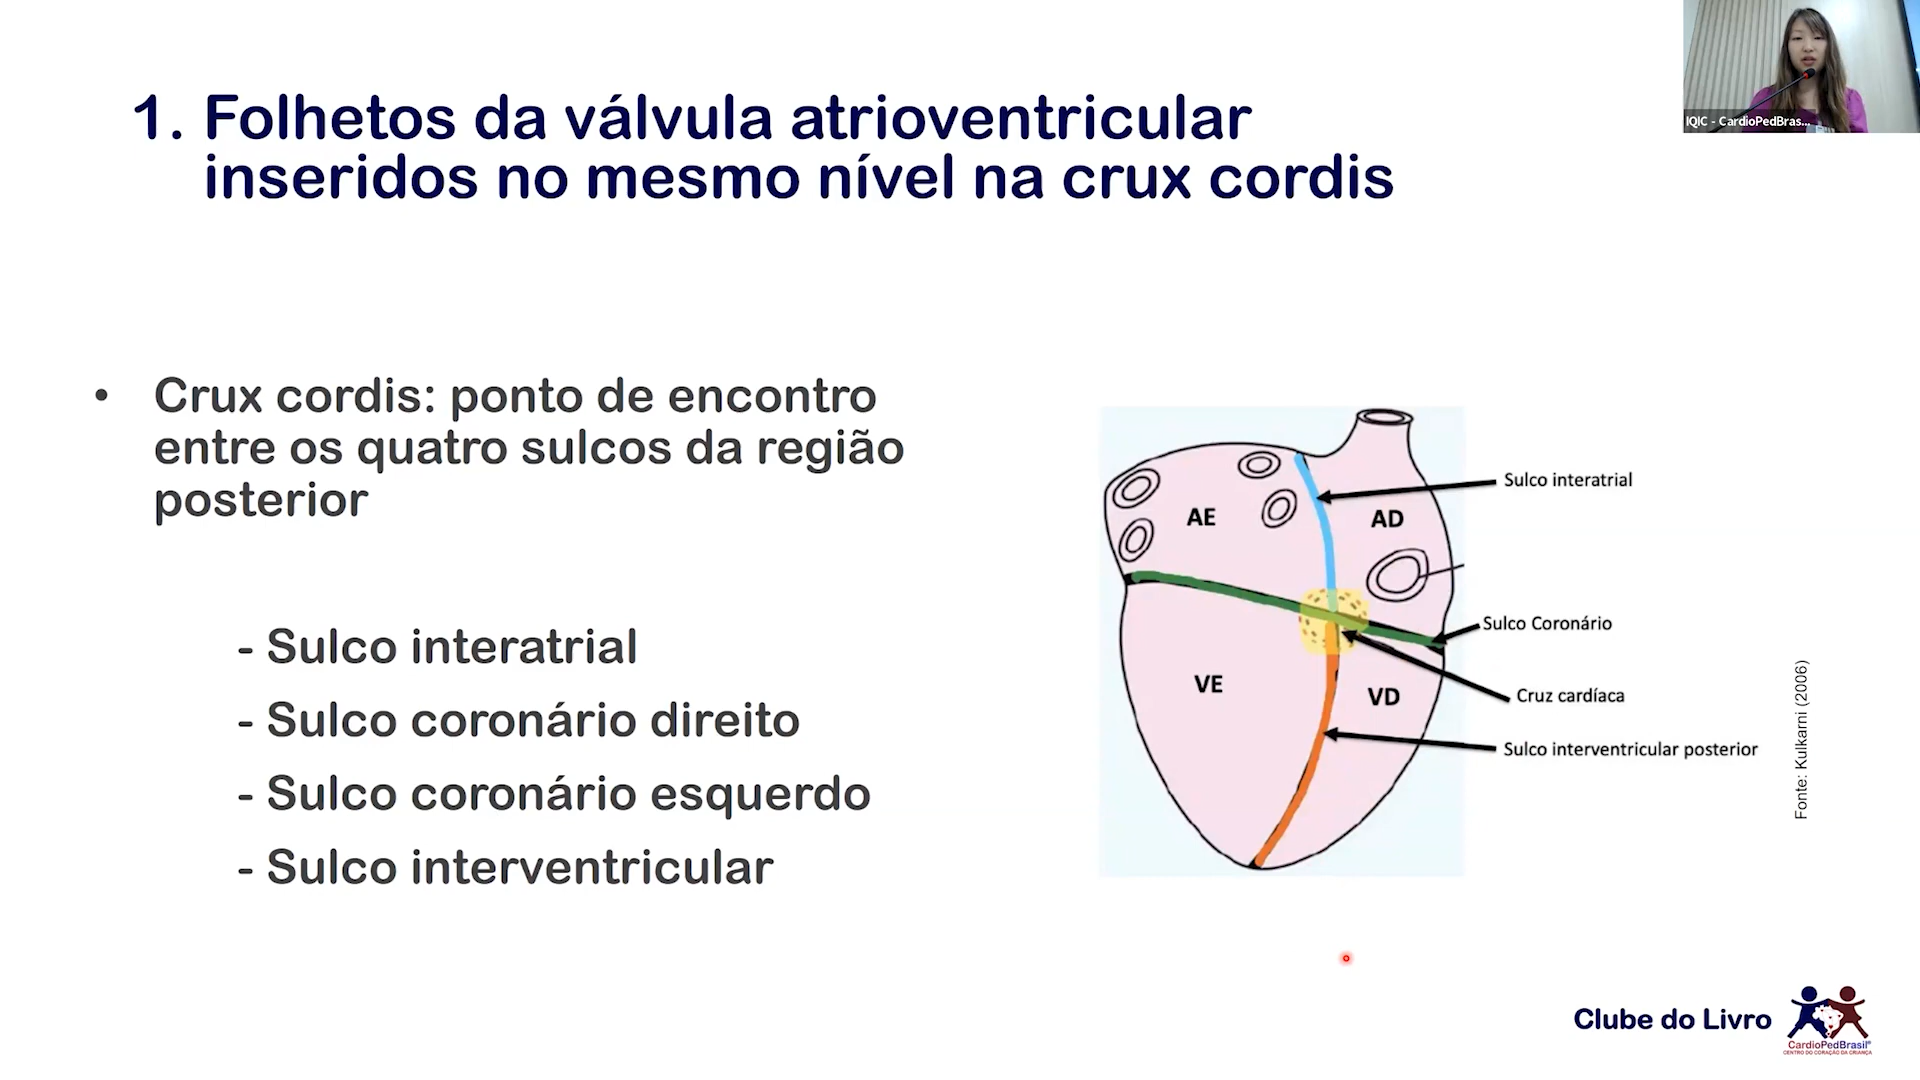 1. Folhetos da válvula atrioventricular
inseridos no mesmo nível na crux cordis
IQIC - CardioPedBras...
• Crux cordis: ponto de encontro
entre os quatro sulcos da região
posterior
- Sulco interatrial
- Sulco coronário direito
- Sulco coronário esquerdo
- Sulco interventricular
AE
AD
VE
VD
Sulco interatrial
Sulco Coronário
Cruz cardíaca
Sulco interventricular posterior
Fonte: Kulkarni (2006)
Clube do Livro
CardioPedBrasil®
CENTRO DO CORAÇÃO DA CRIANÇA